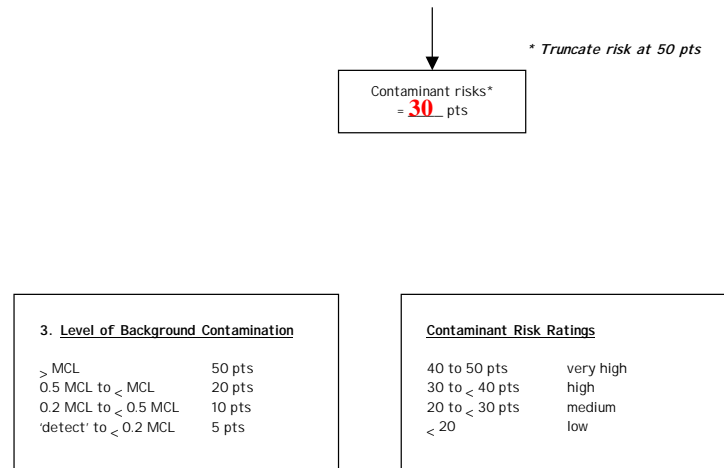 * Truncate risk at 50 pts
Contaminant risks*
= 30 pts
3. Level of Background Contamination
> MCL 50 pts
0.5 MCL to < MCL 20 pts
0.2 MCL to < 0.5 MCL 10 pts
'detect' to < 0.2 MCL 5 pts
Contaminant Risk Ratings
40 to 50 pts very high
30 to < 40 pts high
20 to < 30 pts medium
< 20 low